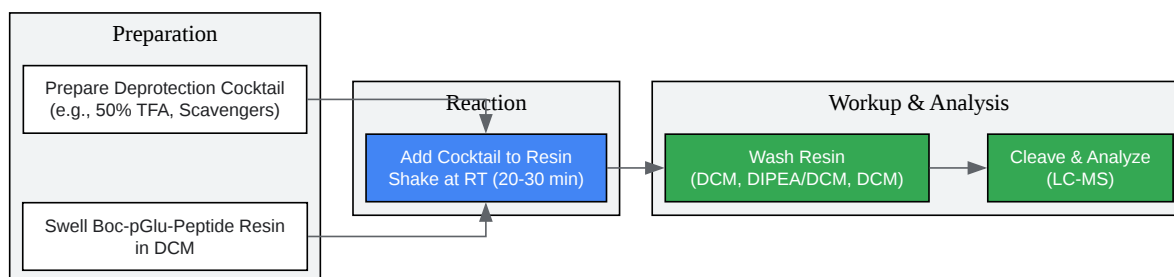 Preparation
Prepare Deprotection Cocktail
(e.g., 50% TFA, Scavengers)
Swell Boc-pGlu-Peptide Resin
in DCM
Reaction
Add Cocktail to Resin
Shake at RT (20-30 min)
Workup & Analysis
Wash Resin
(DCM, DIPEA/DCM, DCM)
Cleave & Analyze
(LC-MS)